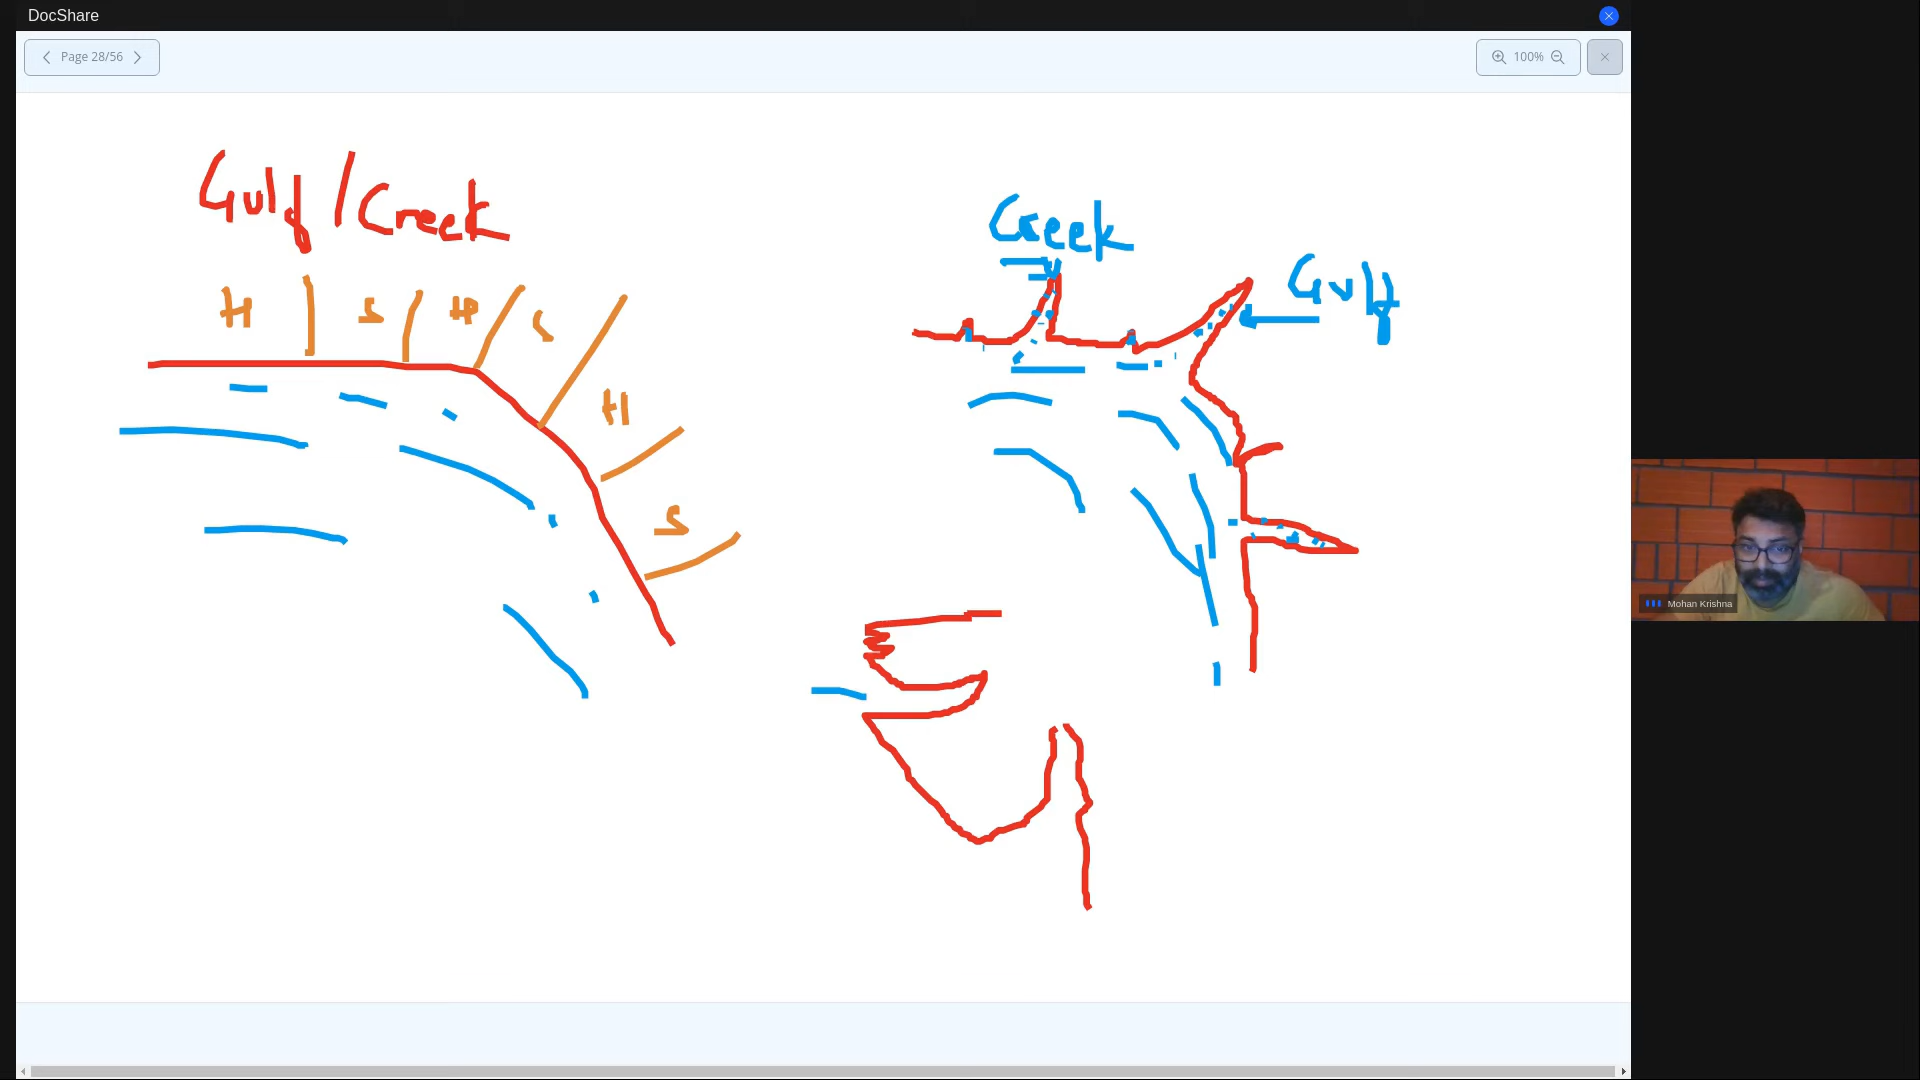 DocShare
Page 28/56
100%
Gulf / Creek
H S H S
H
S
Creek
Gulf
Mohan Krishna